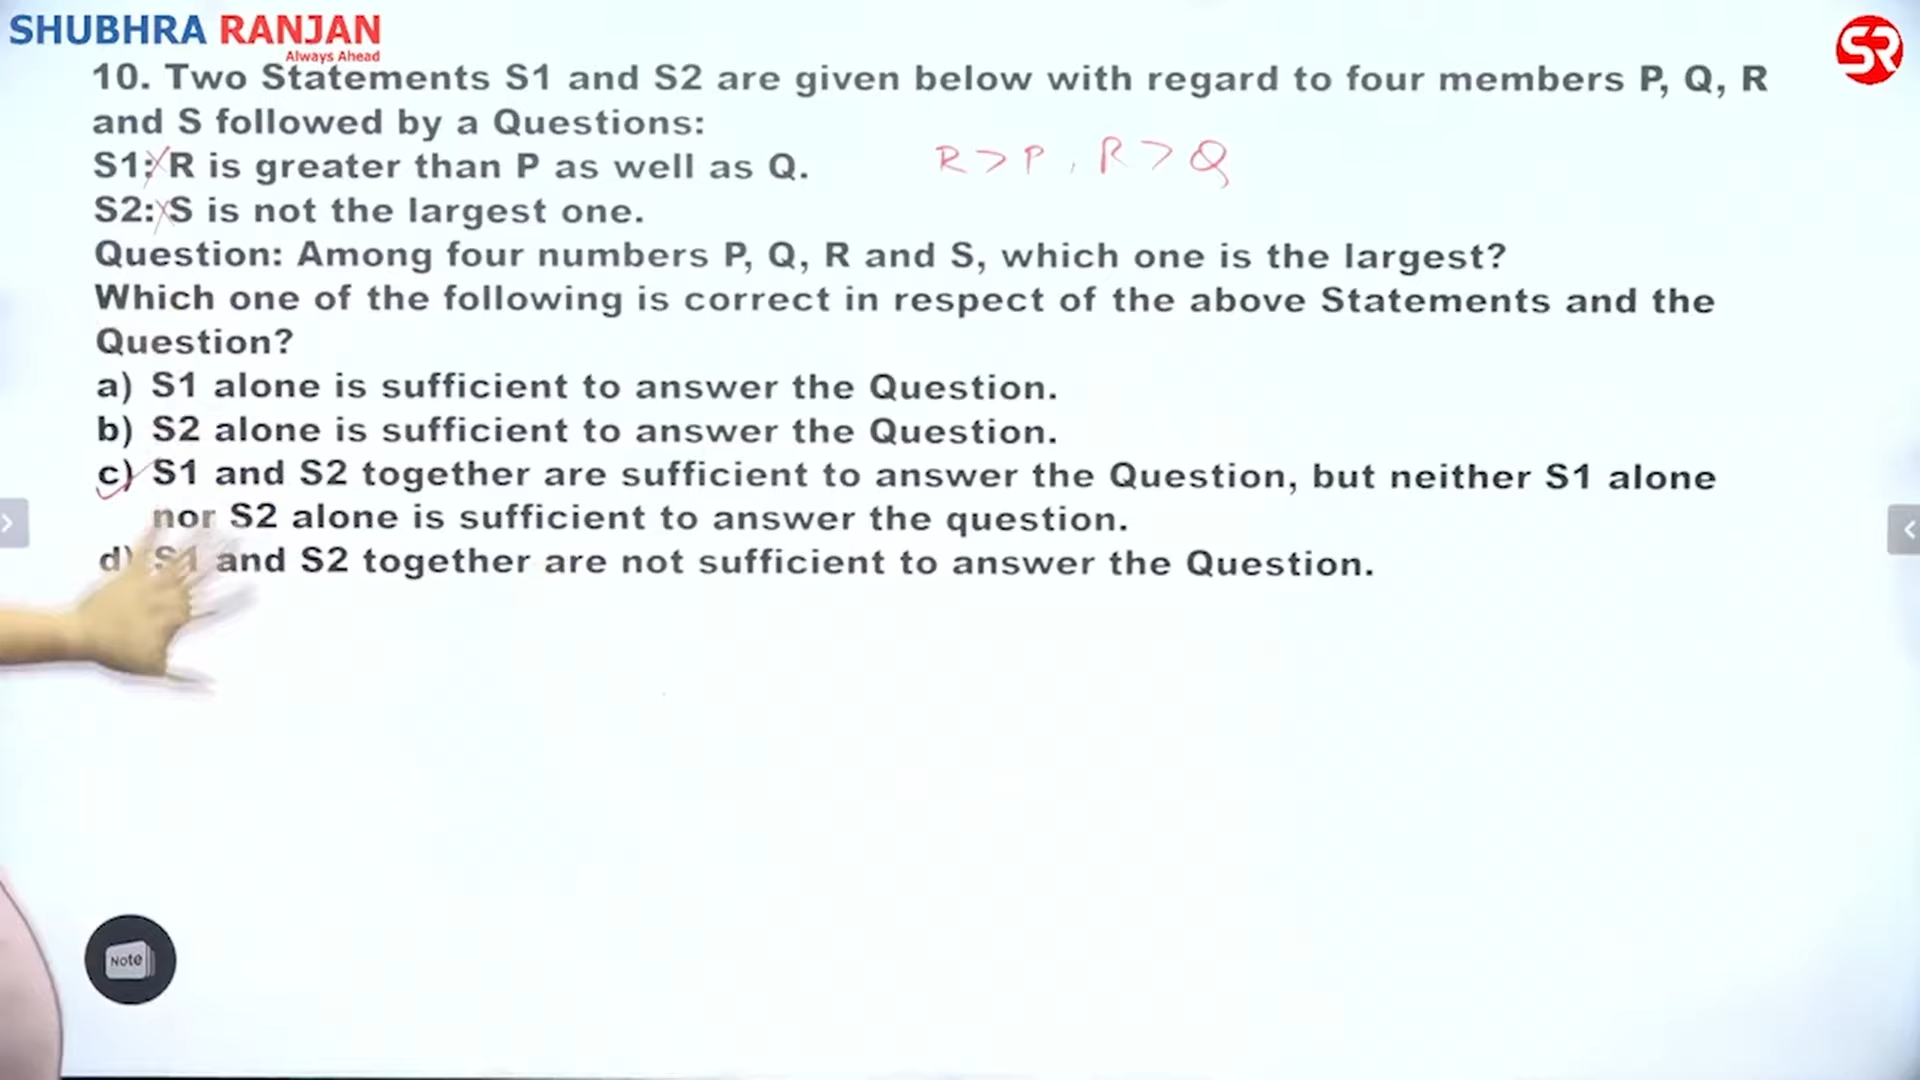 SHUBHRA RANJAN
Always Ahead
SR
10. Two Statements S1 and S2 are given below with regard to four members P, Q, R
and S followed by a Questions:
S1: R is greater than P as well as Q.
R > P , R > Q
S2: S is not the largest one.
Question: Among four numbers P, Q, R and S, which one is the largest?
Which one of the following is correct in respect of the above Statements and the
Question?
a) S1 alone is sufficient to answer the Question.
b) S2 alone is sufficient to answer the Question.
c) S1 and S2 together are sufficient to answer the Question, but neither S1 alone
nor S2 alone is sufficient to answer the question.
d) S1 and S2 together are not sufficient to answer the Question.
Note